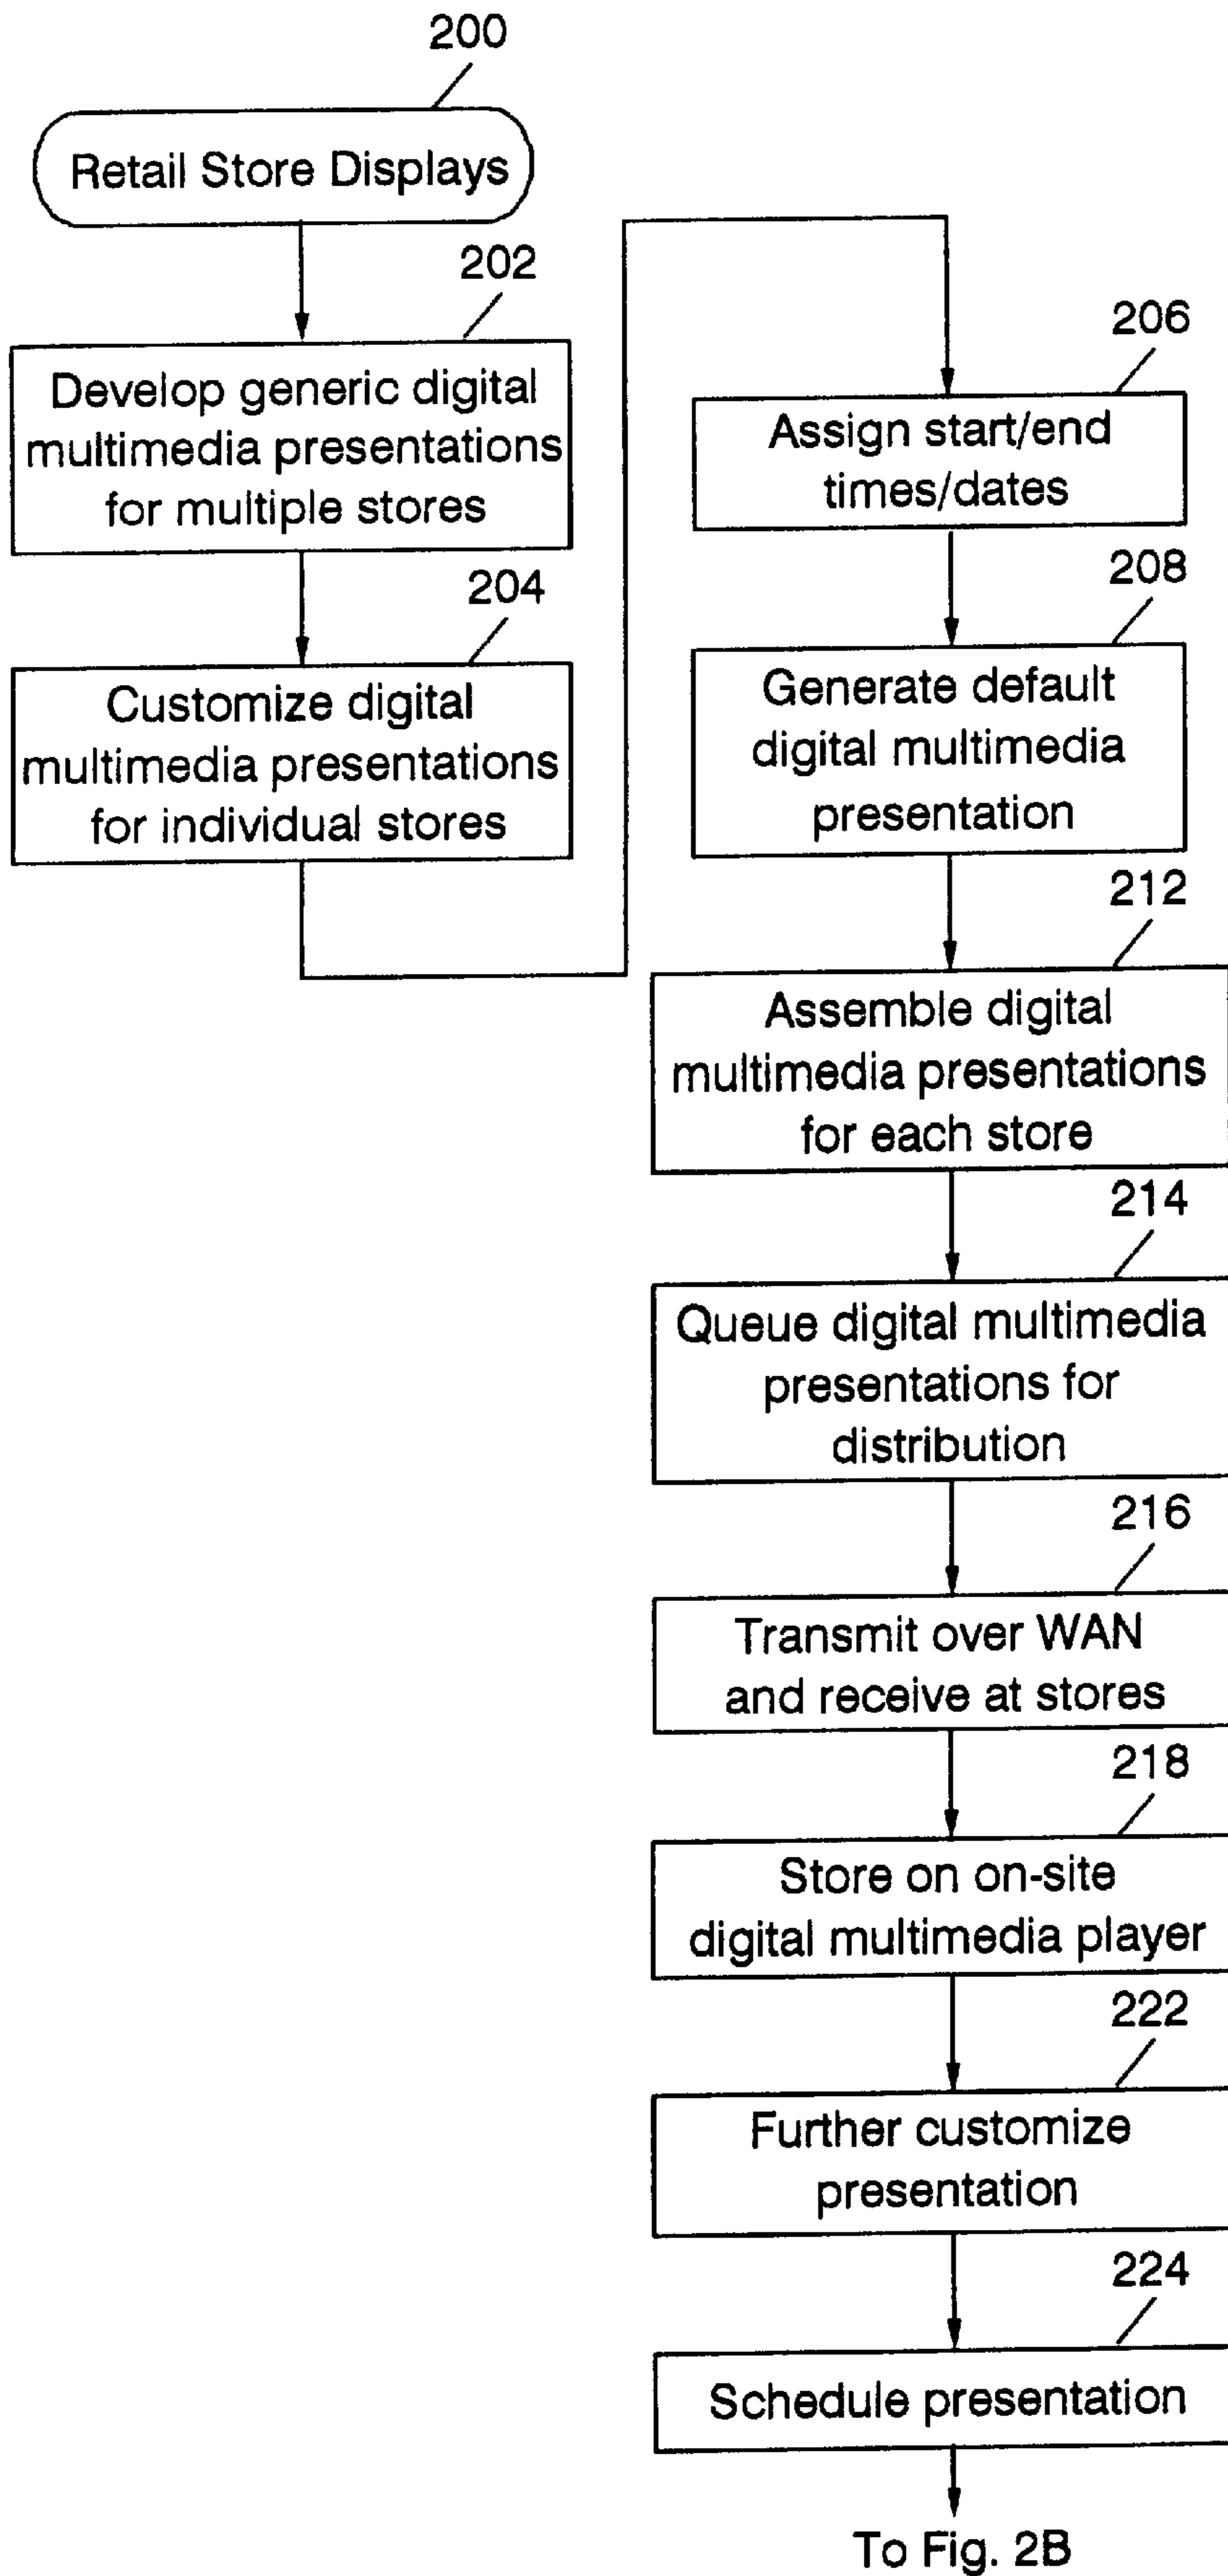 200
Retail Store Displays
202
Develop generic digital
multimedia presentations
for multiple stores
204
Customize digital
multimedia presentations
for individual stores
206
Assign start/end
times/dates
208
Generate default
digital multimedia
presentation
212
Assemble digital
multimedia presentations
for each store
214
Queue digital multimedia
presentations for
distribution
216
Transmit over WAN
and receive at stores
218
Store on on-site
digital multimedia player
222
Further customize
presentation
224
Schedule presentation
To Fig. 2B